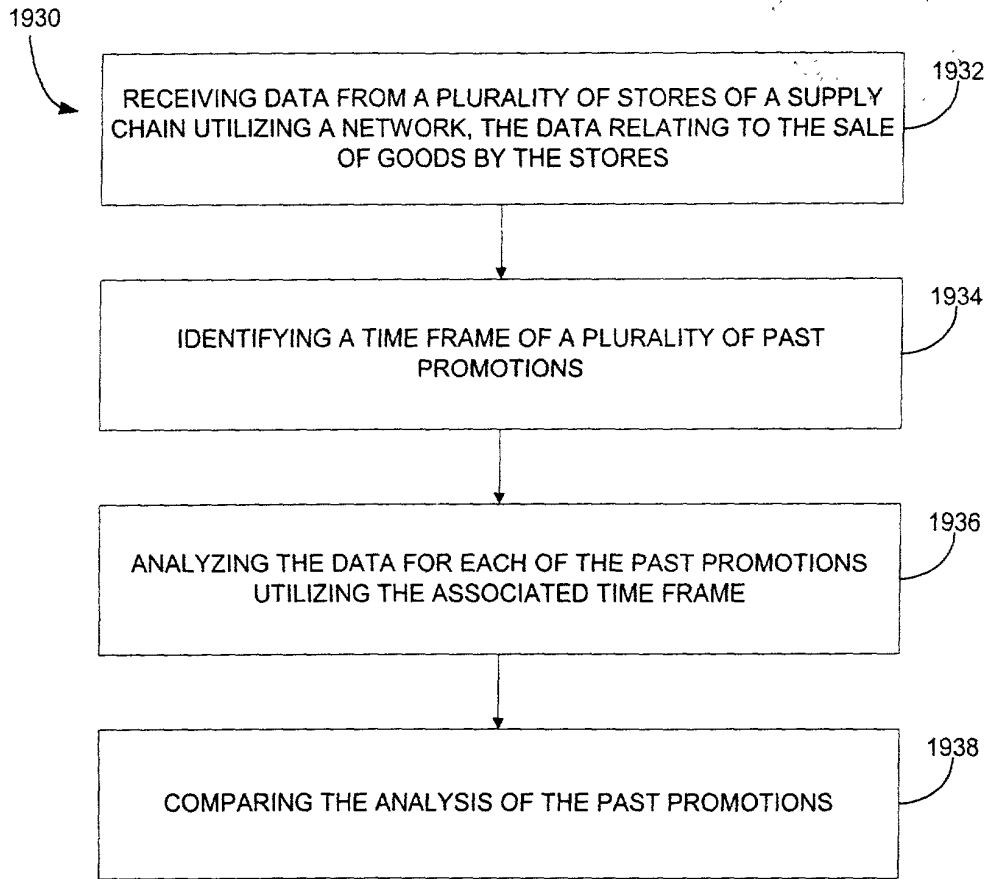 1930
1932
RECEIVING DATA FROM A PLURALITY OF STORES OF A SUPPLY
CHAIN UTILIZING A NETWORK, THE DATA RELATING TO THE SALE
OF GOODS BY THE STORES
1934
IDENTIFYING A TIME FRAME OF A PLURALITY OF PAST
PROMOTIONS
1936
ANALYZING THE DATA FOR EACH OF THE PAST PROMOTIONS
UTILIZING THE ASSOCIATED TIME FRAME
1938
COMPARING THE ANALYSIS OF THE PAST PROMOTIONS